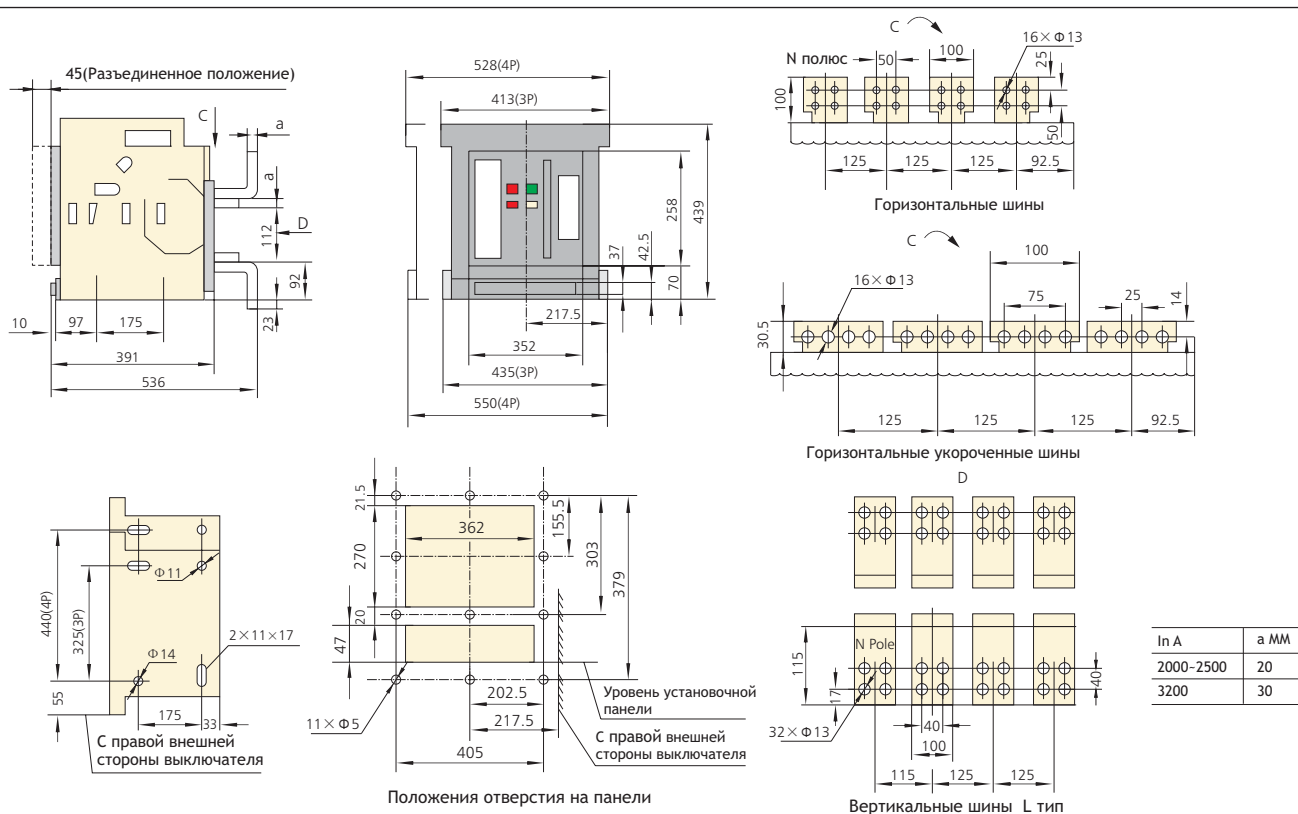 45(Разъединенное положение)
C
a
a
112
D
92
23
10
97
175
391
536
528(4P)
413(3P)
258
439
37
42.5
70
217.5
352
435(3P)
550(4P)
C
16×Φ13
N полюс
50
100
25
100
50
125
125
125
92.5
Горизонтальные шины
C
100
16×Φ13
75
25
14
30.5
125
125
125
92.5
Горизонтальные укороченные шины
D
440(4P)
325(3P)
Φ11
Φ14
2×11×17
55
175
33
С правой внешней
стороны выключателя
21.5
362
270
155.5
303
379
20
47
202.5
217.5
11×Φ5
405
Уровень установочной
панели
С правой внешней
стороны выключателя
Положения отверстия на панели
N Pole
115
17
40
32×Φ13
40
100
115
125
125
Вертикальные шины L тип
In A
a MM
2000~2500
20
3200
30